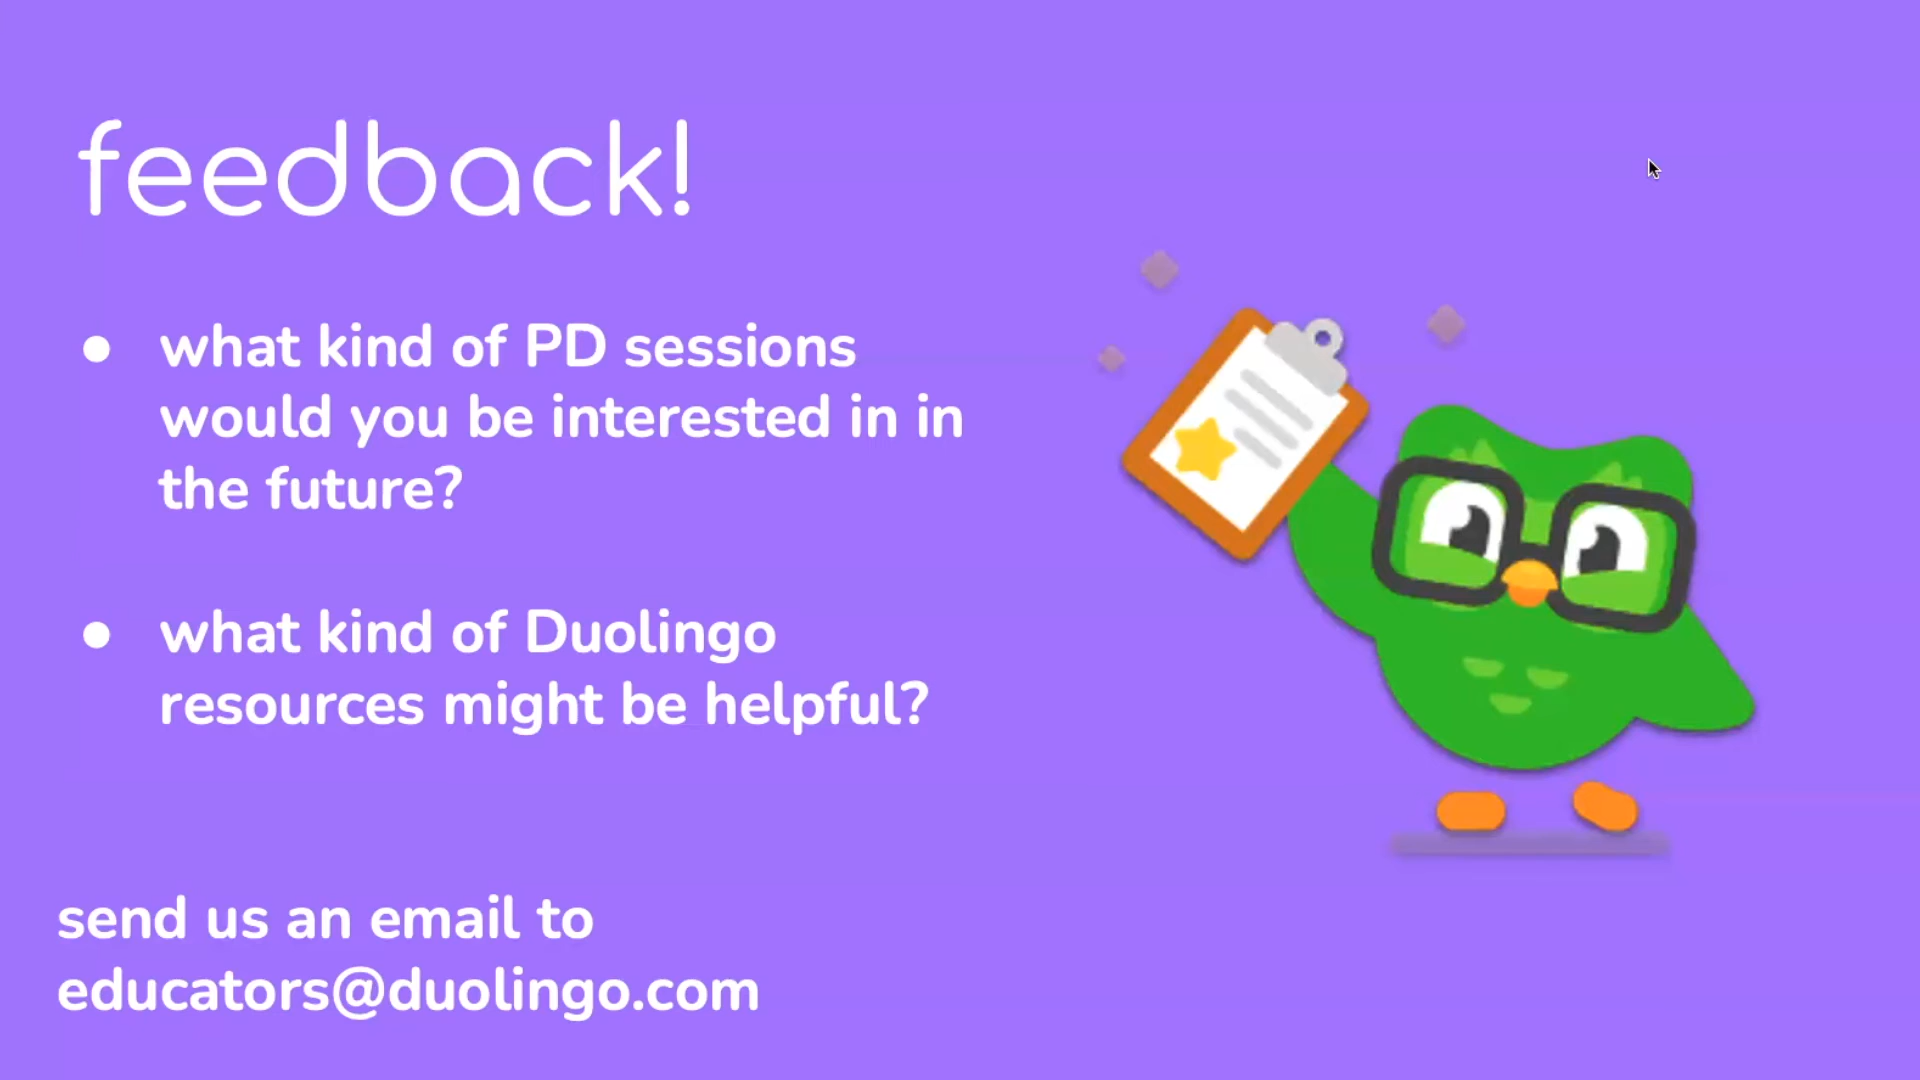 feedback!
● what kind of PD sessions
would you be interested in in
the future?
● what kind of Duolingo
resources might be helpful?
send us an email to
educators@duolingo.com